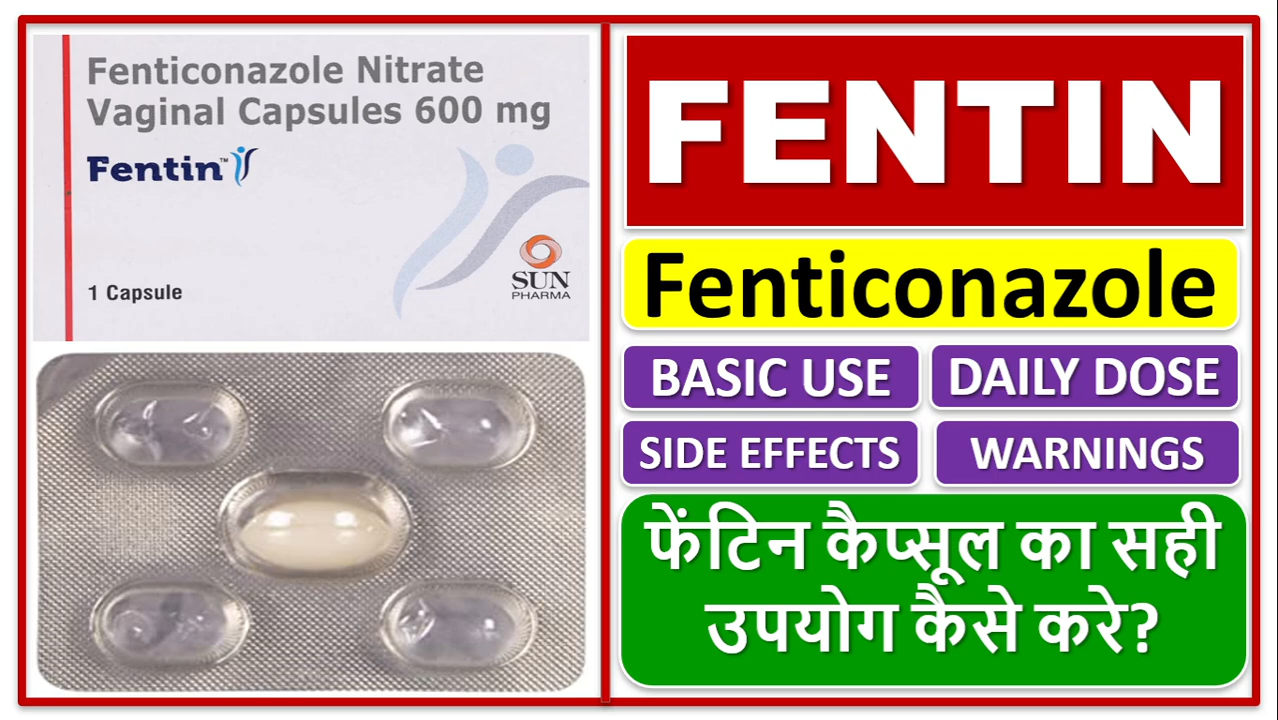 Fenticonazole Nitrate
Vaginal Capsules 600 mg
Fentin™
1 Capsule
SUN
PHARMA
FENTIN
Fenticonazole
BASIC USE
DAILY DOSE
SIDE EFFECTS
WARNINGS
फेंटिन कैप्सूल का सही
उपयोग कैसे करे?